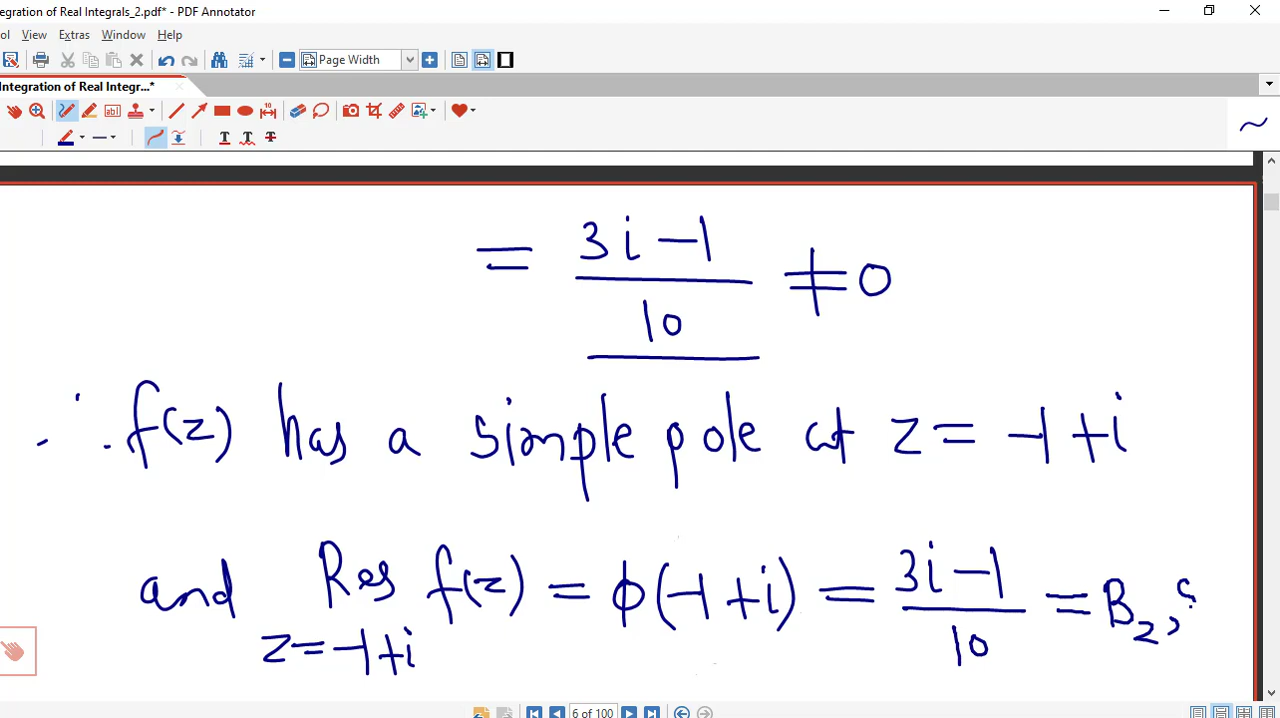 egration of Real Integrals_2.pdf* - PDF Annotator
ol View Extras Window Help
Page Width
Integration of Real Integr...*
= 3i - 1
10 ≠ 0
∴ f(z) has a simple pole at z = -1 + i
and Res f(z) = φ(-1 + i) = 3i - 1 / 10 = B₂,
z = -1 + i
6 of 100